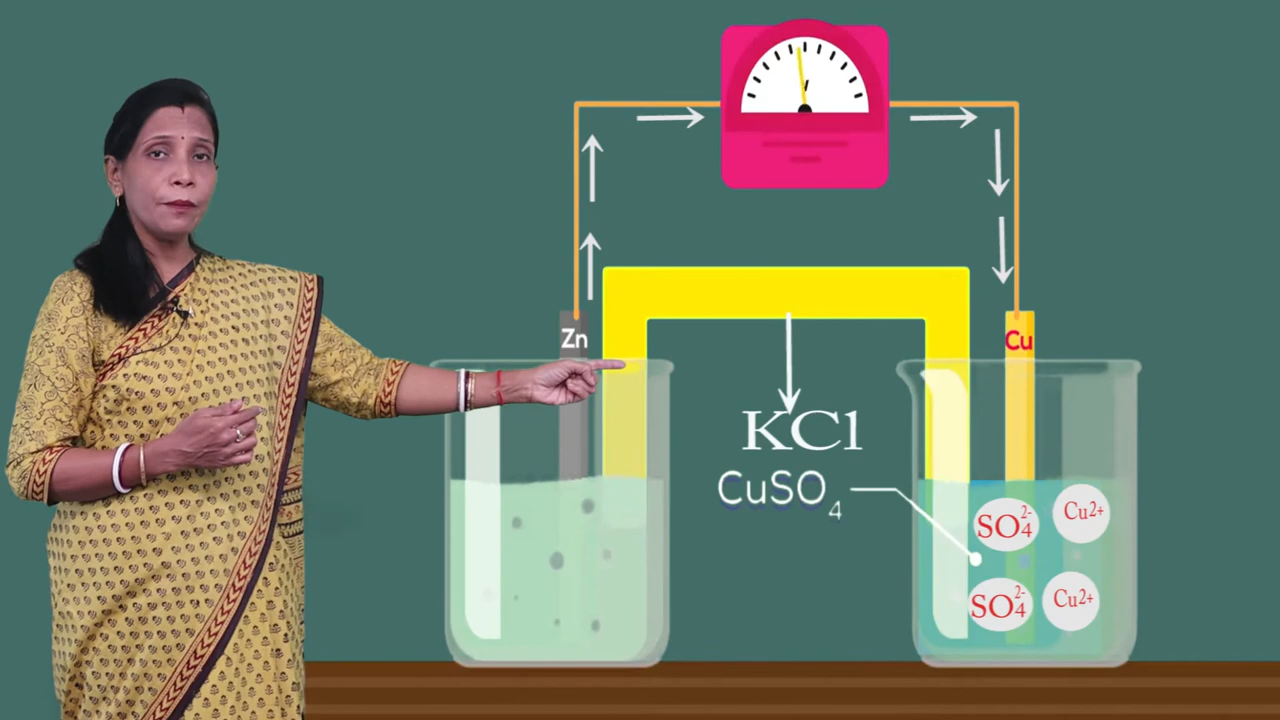 Zn
Cu
KCl
CuSO4
SO4 2-
Cu2+
SO4 2-
Cu2+